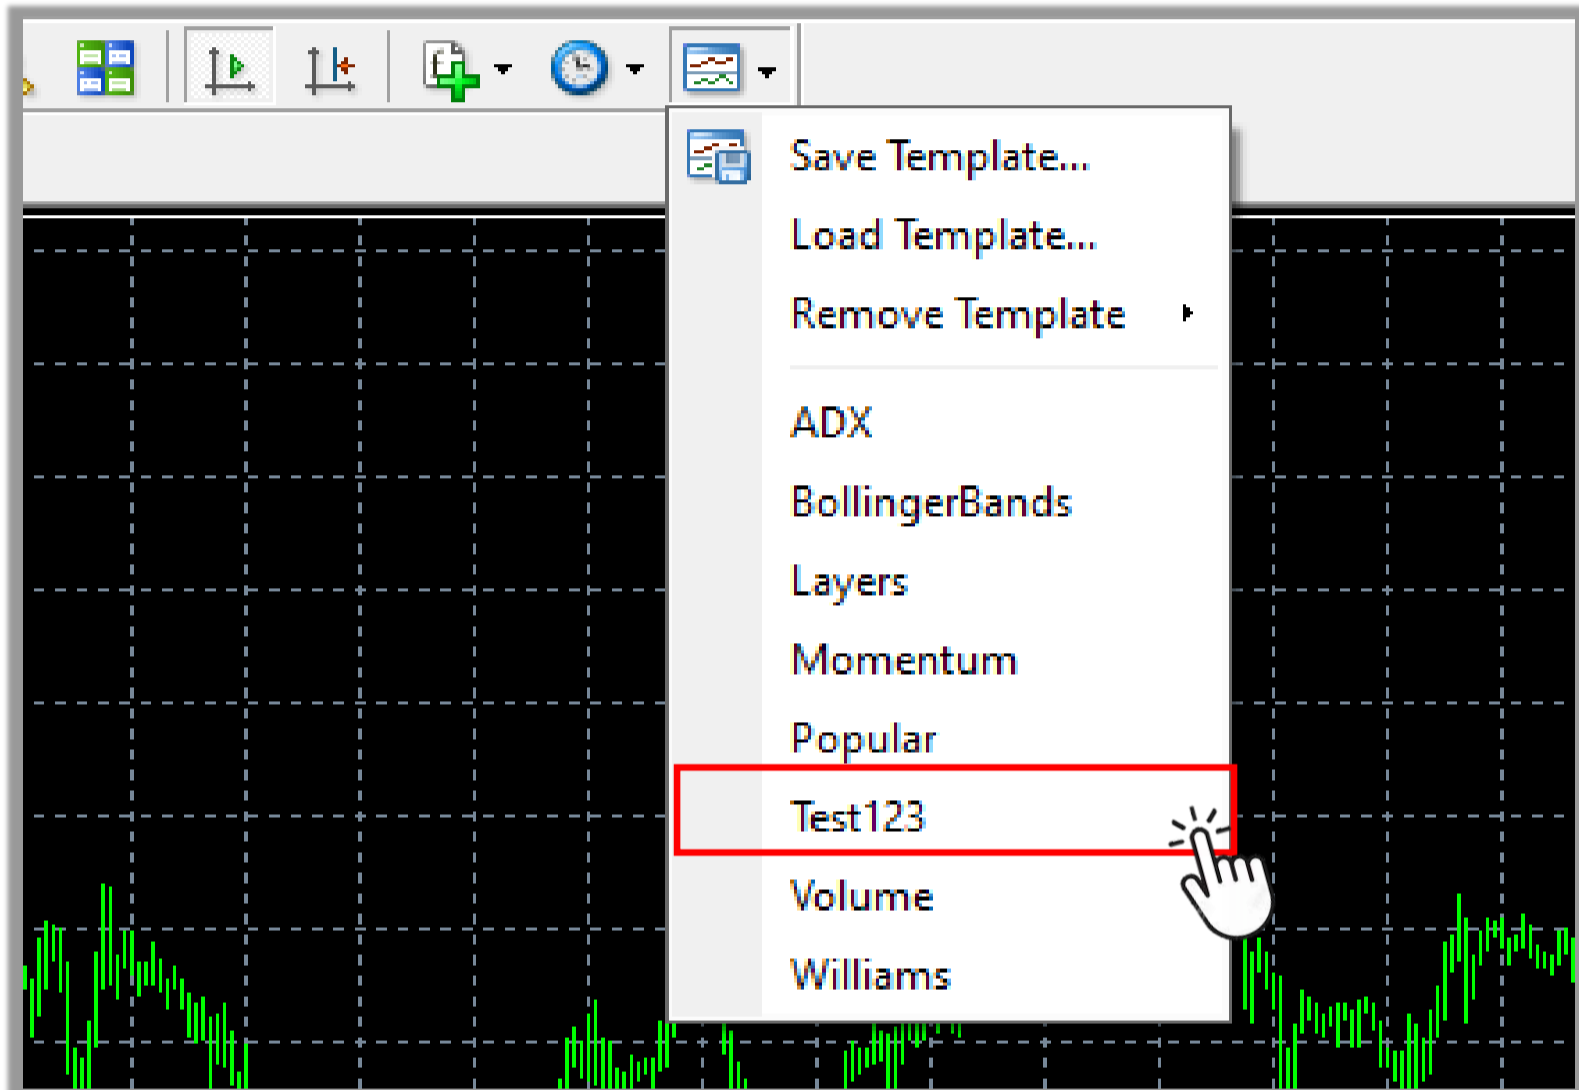 Save Template...
Load Template...
Remove Template
ADX
BollingerBands
Layers
Momentum
Popular
Test123
Volume
Williams